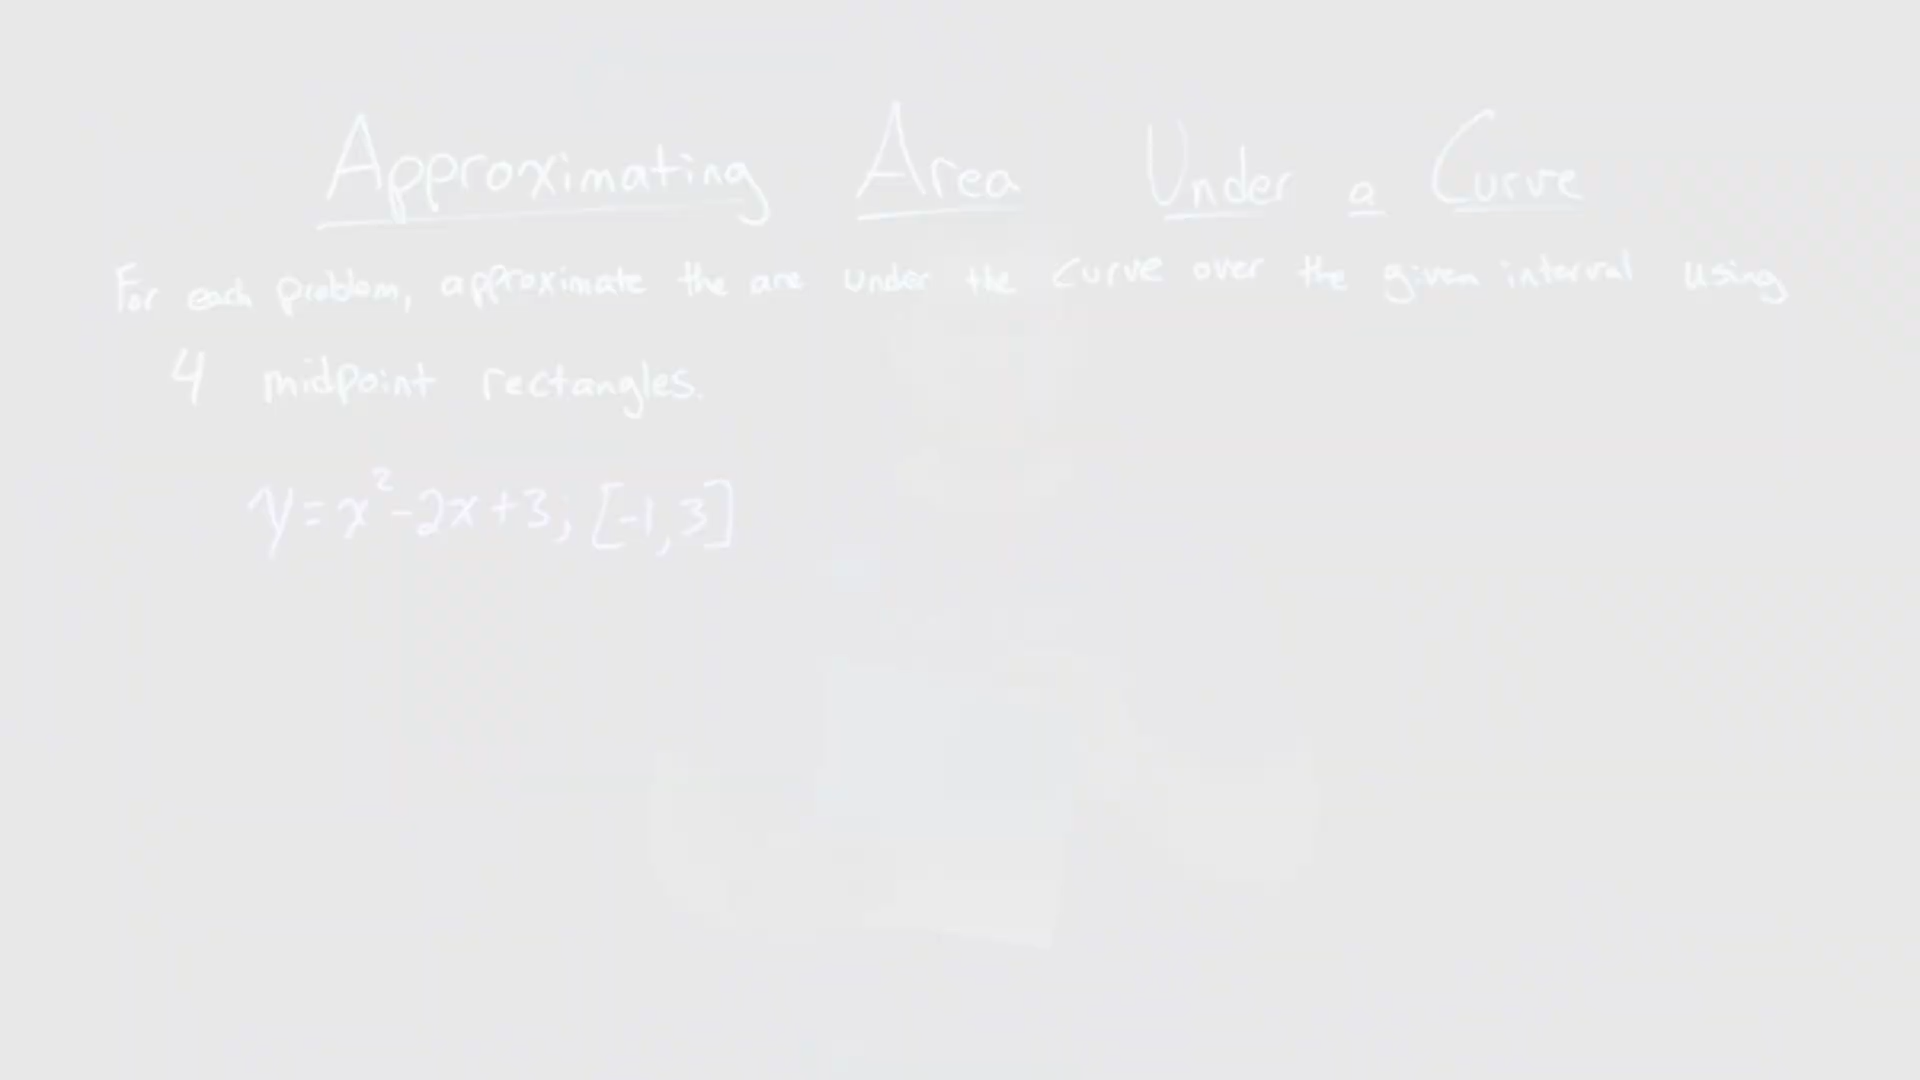 Approximating Area Under a Curve
For each problem, approximate the are under the curve over the given interval using
4 midpoint rectangles.
y=x²-2x+3; [-1,3]